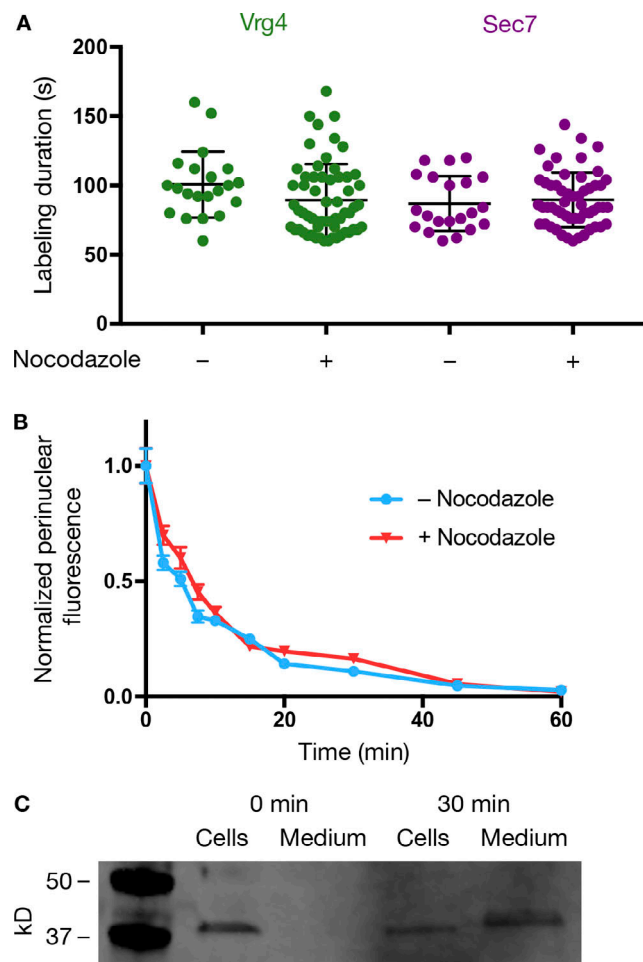 A
Vrg4 Sec7
Labeling duration (s)
200
150
100
50
0
Nocodazole – + – +
B
Normalized perinuclear
fluorescence
1.0
0.5
0.0
– Nocodazole
+ Nocodazole
0 20 40 60
Time (min)
C
0 min 30 min
Cells Medium Cells Medium
kD
50 –
37 –